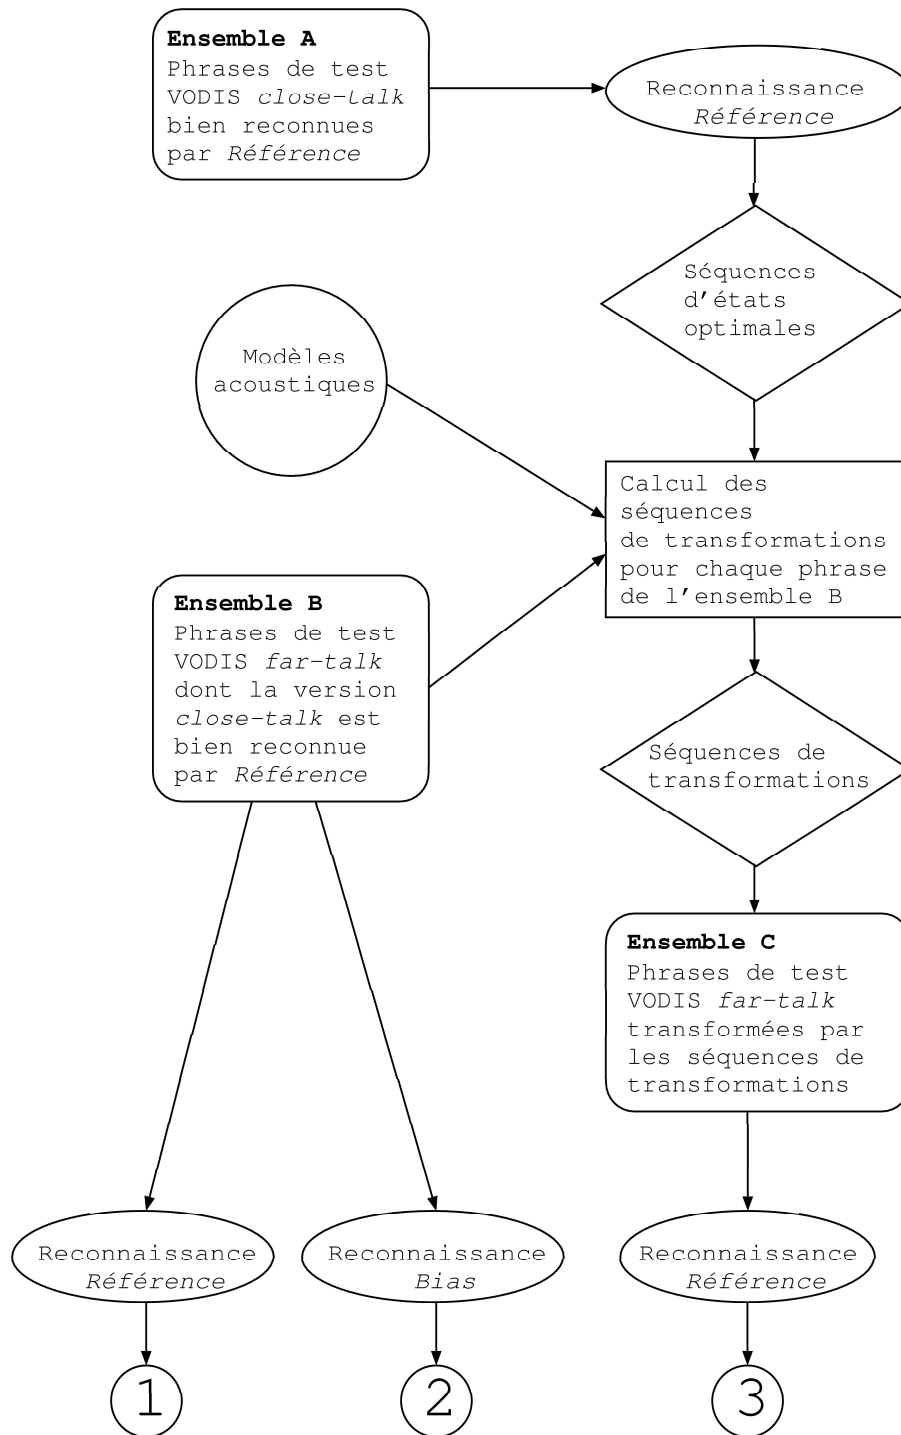 Ensemble A
Phrases de test
VODIS close-talk
bien reconnues
par Référence
Reconnaissance
Référence
Séquences
d'états
optimales
Modèles
acoustiques
Calcul des
séquences
de transformations
pour chaque phrase
de l'ensemble B
Ensemble B
Phrases de test
VODIS far-talk
dont la version
close-talk est
bien reconnue
par Référence
Séquences de
transformations
Ensemble C
Phrases de test
VODIS far-talk
transformées par
les séquences de
transformations
Reconnaissance
Référence
Reconnaissance
Bias
Reconnaissance
Référence
1
2
3